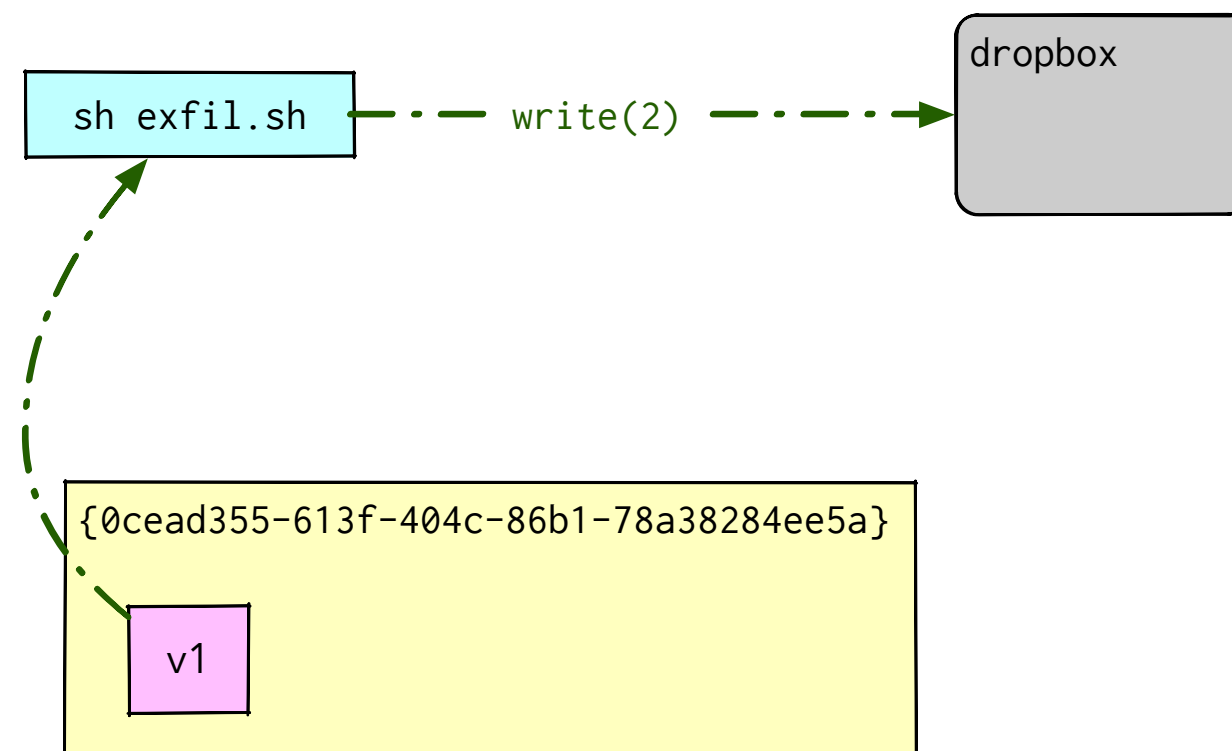 dropbox
sh exfil.sh
write(2)
{0cead355-613f-404c-86b1-78a38284ee5a}
v1